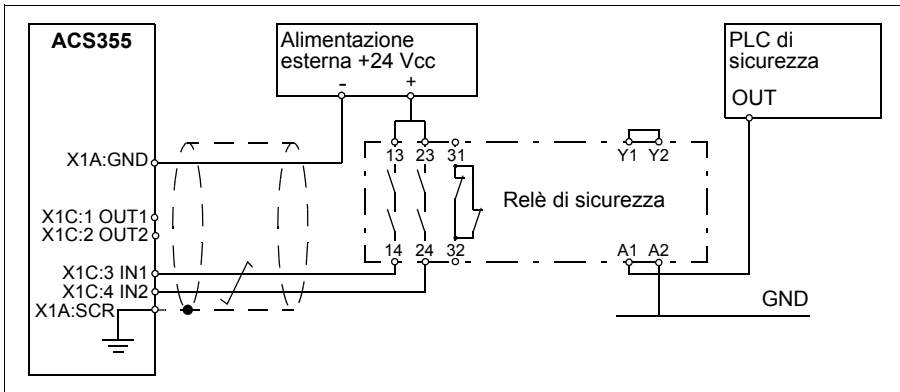 ACS355
Alimentazione
esterna +24 Vcc
- +
PLC di
sicurezza
OUT
13 23 31
Y1 Y2
X1A:GND
Relè di sicurezza
X1C:1 OUT1
X1C:2 OUT2
14 24 32
A1 A2
X1C:3 IN1
X1C:4 IN2
X1A:SCR
GND